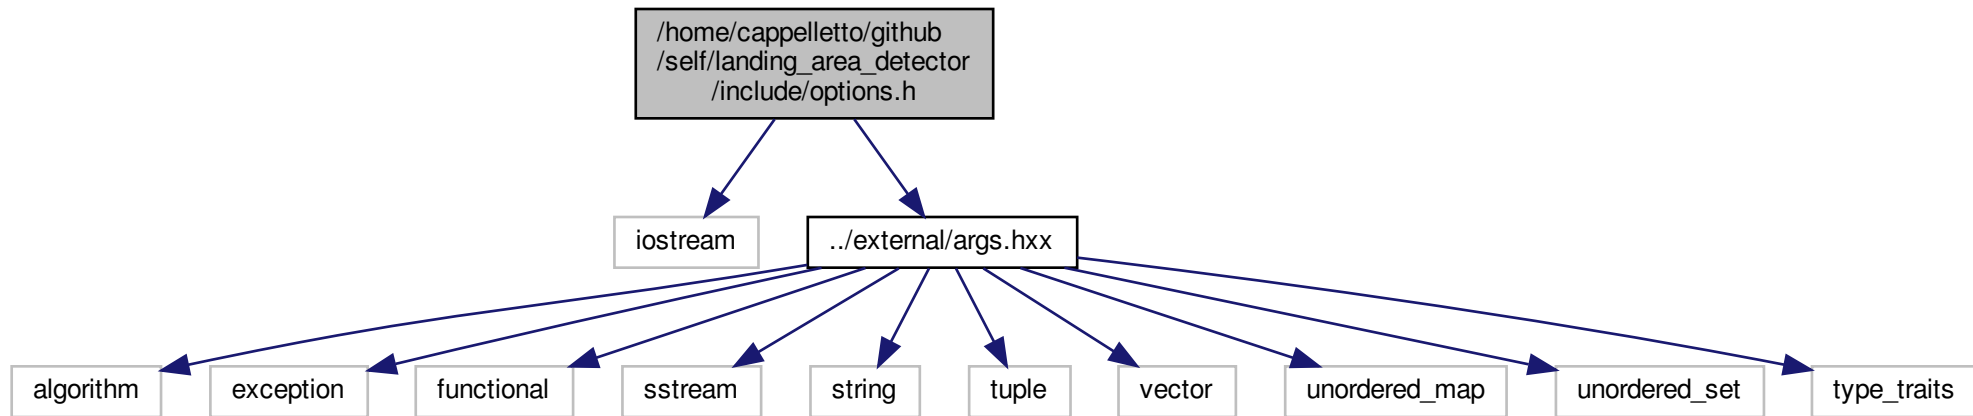 /home/cappelletto/github
/self/landing_area_detector
/include/options.h
iostream
../external/args.hxx
algorithm
exception
functional
sstream
string
tuple
vector
unordered_map
unordered_set
type_traits